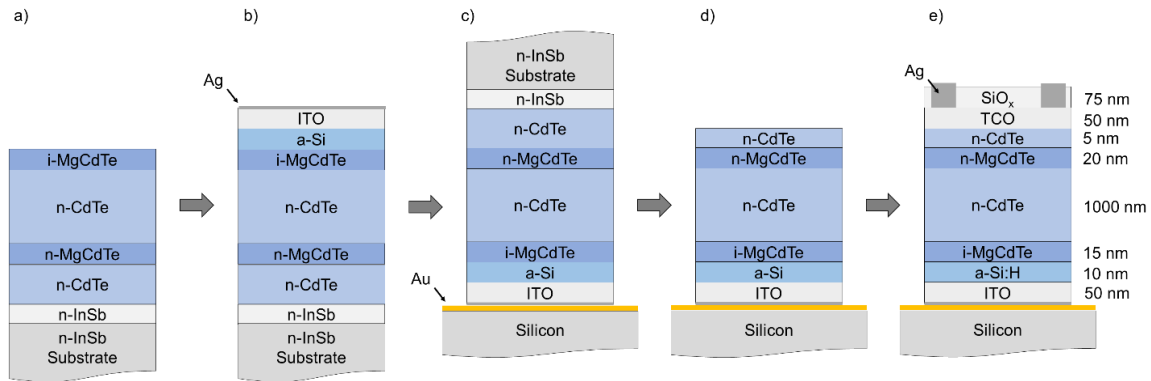 a)
b)
c)
d)
e)
i-MgCdTe
n-CdTe
n-MgCdTe
n-CdTe
n-InSb
n-InSb
Substrate
Ag
ITO
a-Si
i-MgCdTe
n-CdTe
n-MgCdTe
n-CdTe
n-InSb
n-InSb
Substrate
n-InSb
Substrate
n-InSb
n-CdTe
n-MgCdTe
n-CdTe
i-MgCdTe
a-Si
ITO
Au
Silicon
n-CdTe
n-MgCdTe
n-CdTe
i-MgCdTe
a-Si
ITO
Silicon
Ag
SiOₓ 75 nm
TCO 50 nm
n-CdTe 5 nm
n-MgCdTe 20 nm
n-CdTe 1000 nm
i-MgCdTe 15 nm
a-Si:H 10 nm
ITO 50 nm
Silicon